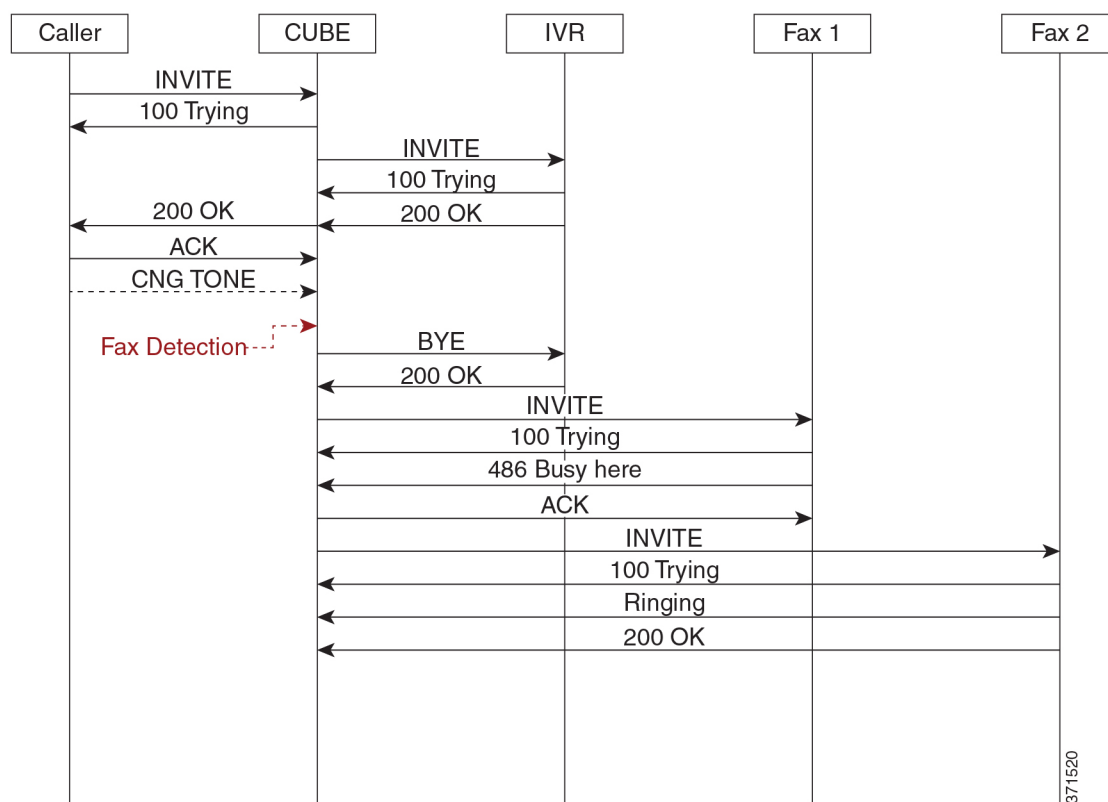 Caller
CUBE
IVR
Fax 1
Fax 2
INVITE
100 Trying
INVITE
100 Trying
200 OK
200 OK
ACK
CNG TONE
Fax Detection
BYE
200 OK
INVITE
100 Trying
486 Busy here
ACK
INVITE
100 Trying
Ringing
200 OK
371520